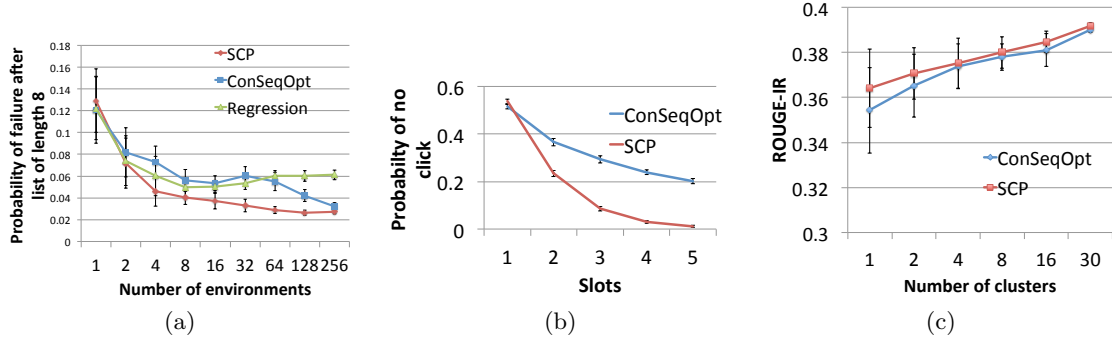 0.18
0.16
0.14
0.12
0.1
0.08
0.06
0.04
0.02
0
Probability of failure after
list of length 8
SCP
ConSeqOpt
Regression
1 2 4 8 16 32 64 128 256
Number of environments
(a)
0.6
0.4
0.2
0
Probability of no
click
ConSeqOpt
SCP
1 2 3 4 5
Slots
(b)
0.4
0.38
0.36
0.34
0.32
0.3
ROUGE-IR
ConSeqOpt
SCP
1 2 4 8 16 30
Number of clusters
(c)